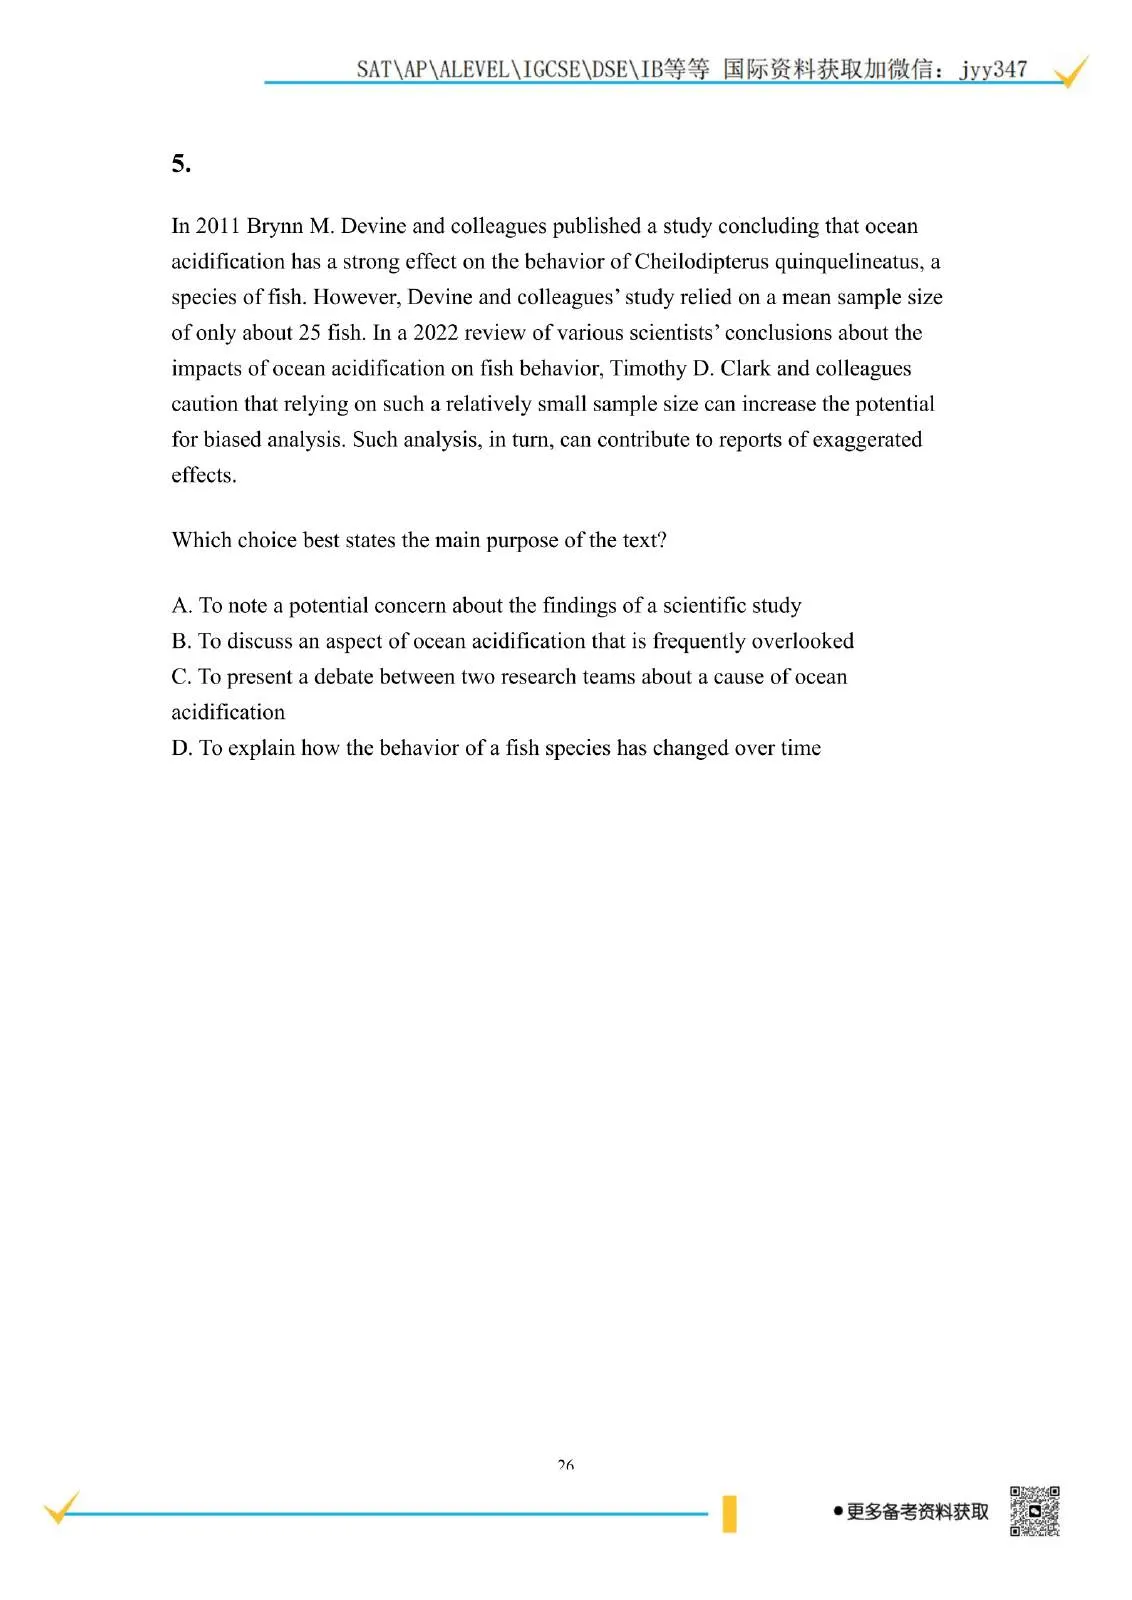 SAT\AP\ALEVEL\IGCSE\DSE\IB等等 国际资料获取加微信：jyy347
5.
In 2011 Brynn M. Devine and colleagues published a study concluding that ocean
acidification has a strong effect on the behavior of Cheilodipterus quinquelineatus, a
species of fish. However, Devine and colleagues’ study relied on a mean sample size
of only about 25 fish. In a 2022 review of various scientists’ conclusions about the
impacts of ocean acidification on fish behavior, Timothy D. Clark and colleagues
caution that relying on such a relatively small sample size can increase the potential
for biased analysis. Such analysis, in turn, can contribute to reports of exaggerated
effects.
Which choice best states the main purpose of the text?
A. To note a potential concern about the findings of a scientific study
B. To discuss an aspect of ocean acidification that is frequently overlooked
C. To present a debate between two research teams about a cause of ocean
acidification
D. To explain how the behavior of a fish species has changed over time
26
●更多备考资料获取